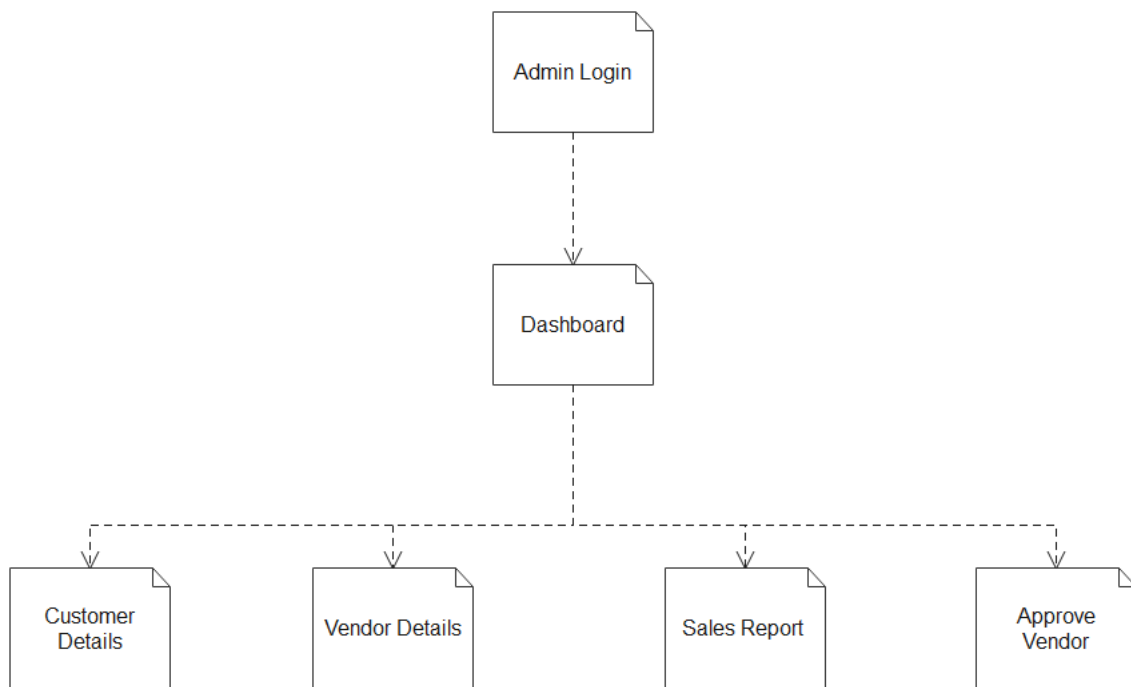 Admin Login
Dashboard
Customer
Details
Vendor Details
Sales Report
Approve
Vendor